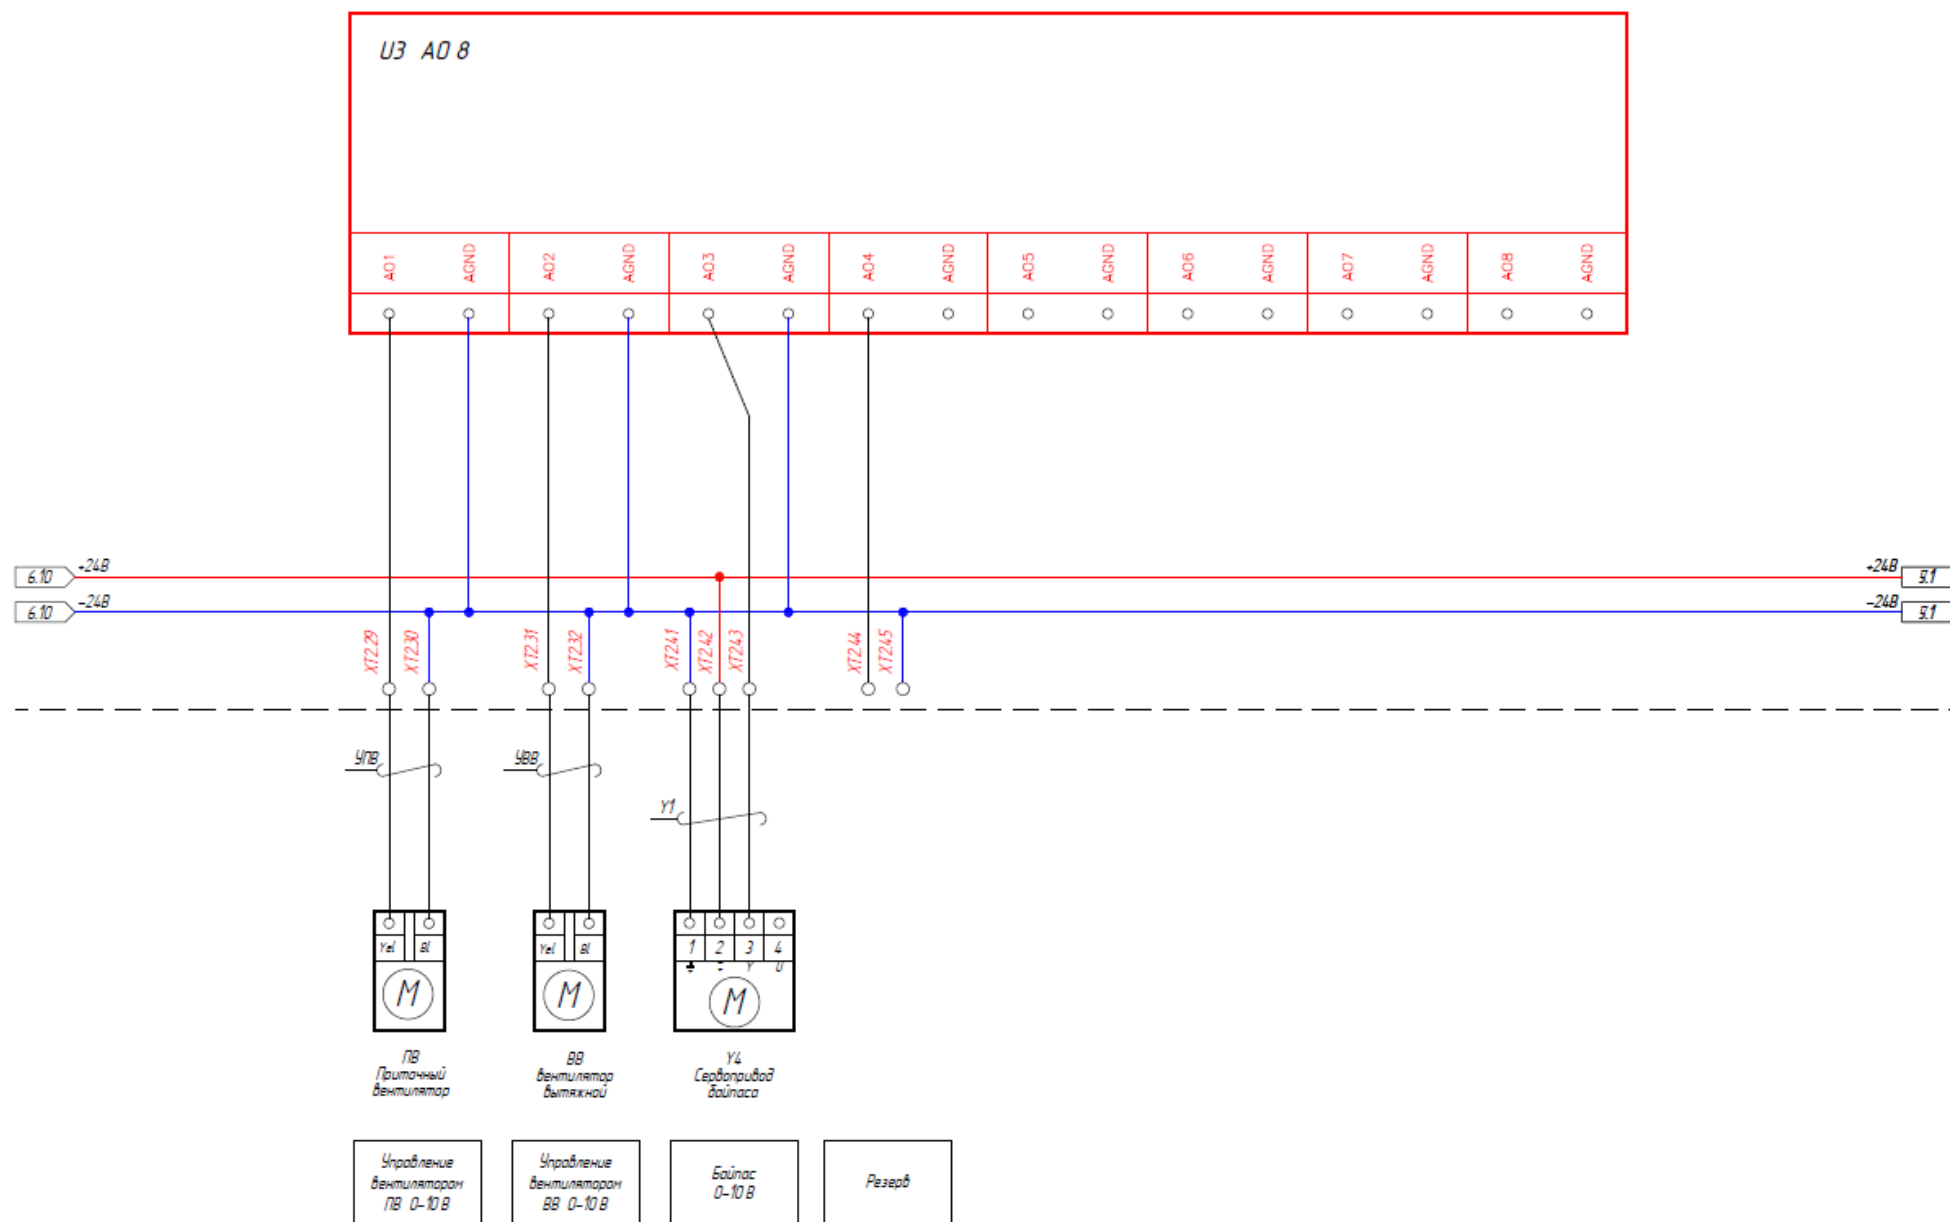 U3 AO 8
AO1 AGND AO2 AGND AO3 AGND AO4 AGND AO5 AGND AO6 AGND AO7 AGND AO8 AGND
6.10 +24В +24В 9.1
6.10 -24В -24В 9.1
XT2.29 XT2.30 XT2.31 XT2.32 XT2.41 XT2.42 XT2.43 XT2.44 XT2.45
УПВ УВВ
Y1
Yel Bl Yel Bl 1 2 3 4
Y U
M M M
ПВ
Приточный
вентилятор
ВВ
вентилятор
вытяжной
Y4
Сервопривод
байпаса
Управление
вентилятором
ПВ 0-10 В
Управление
вентилятором
ВВ 0-10 В
Байпас
0-10 В
Резерв